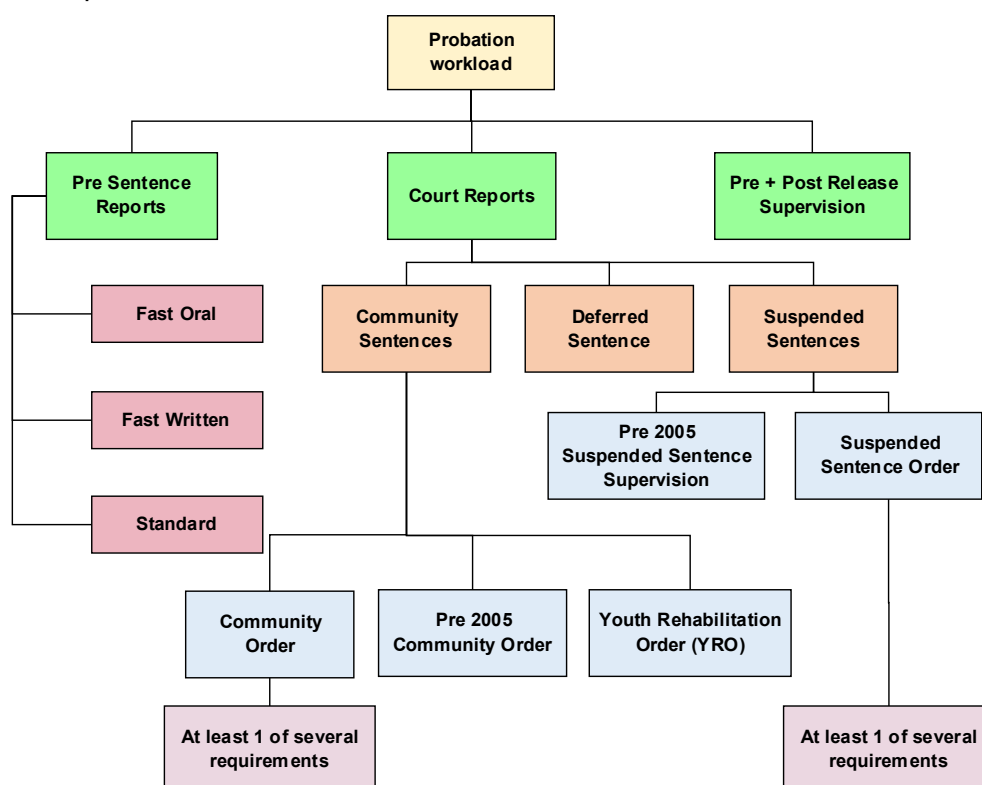 Probation
workload
Pre Sentence
Reports
Court Reports
Pre + Post Release
Supervision
Fast Oral
Community
Sentences
Deferred
Sentence
Suspended
Sentences
Fast Written
Pre 2005
Suspended Sentence
Supervision
Suspended
Sentence Order
Standard
Community
Order
Pre 2005
Community Order
Youth Rehabilitation
Order (YRO)
At least 1 of several
requirements
At least 1 of several
requirements